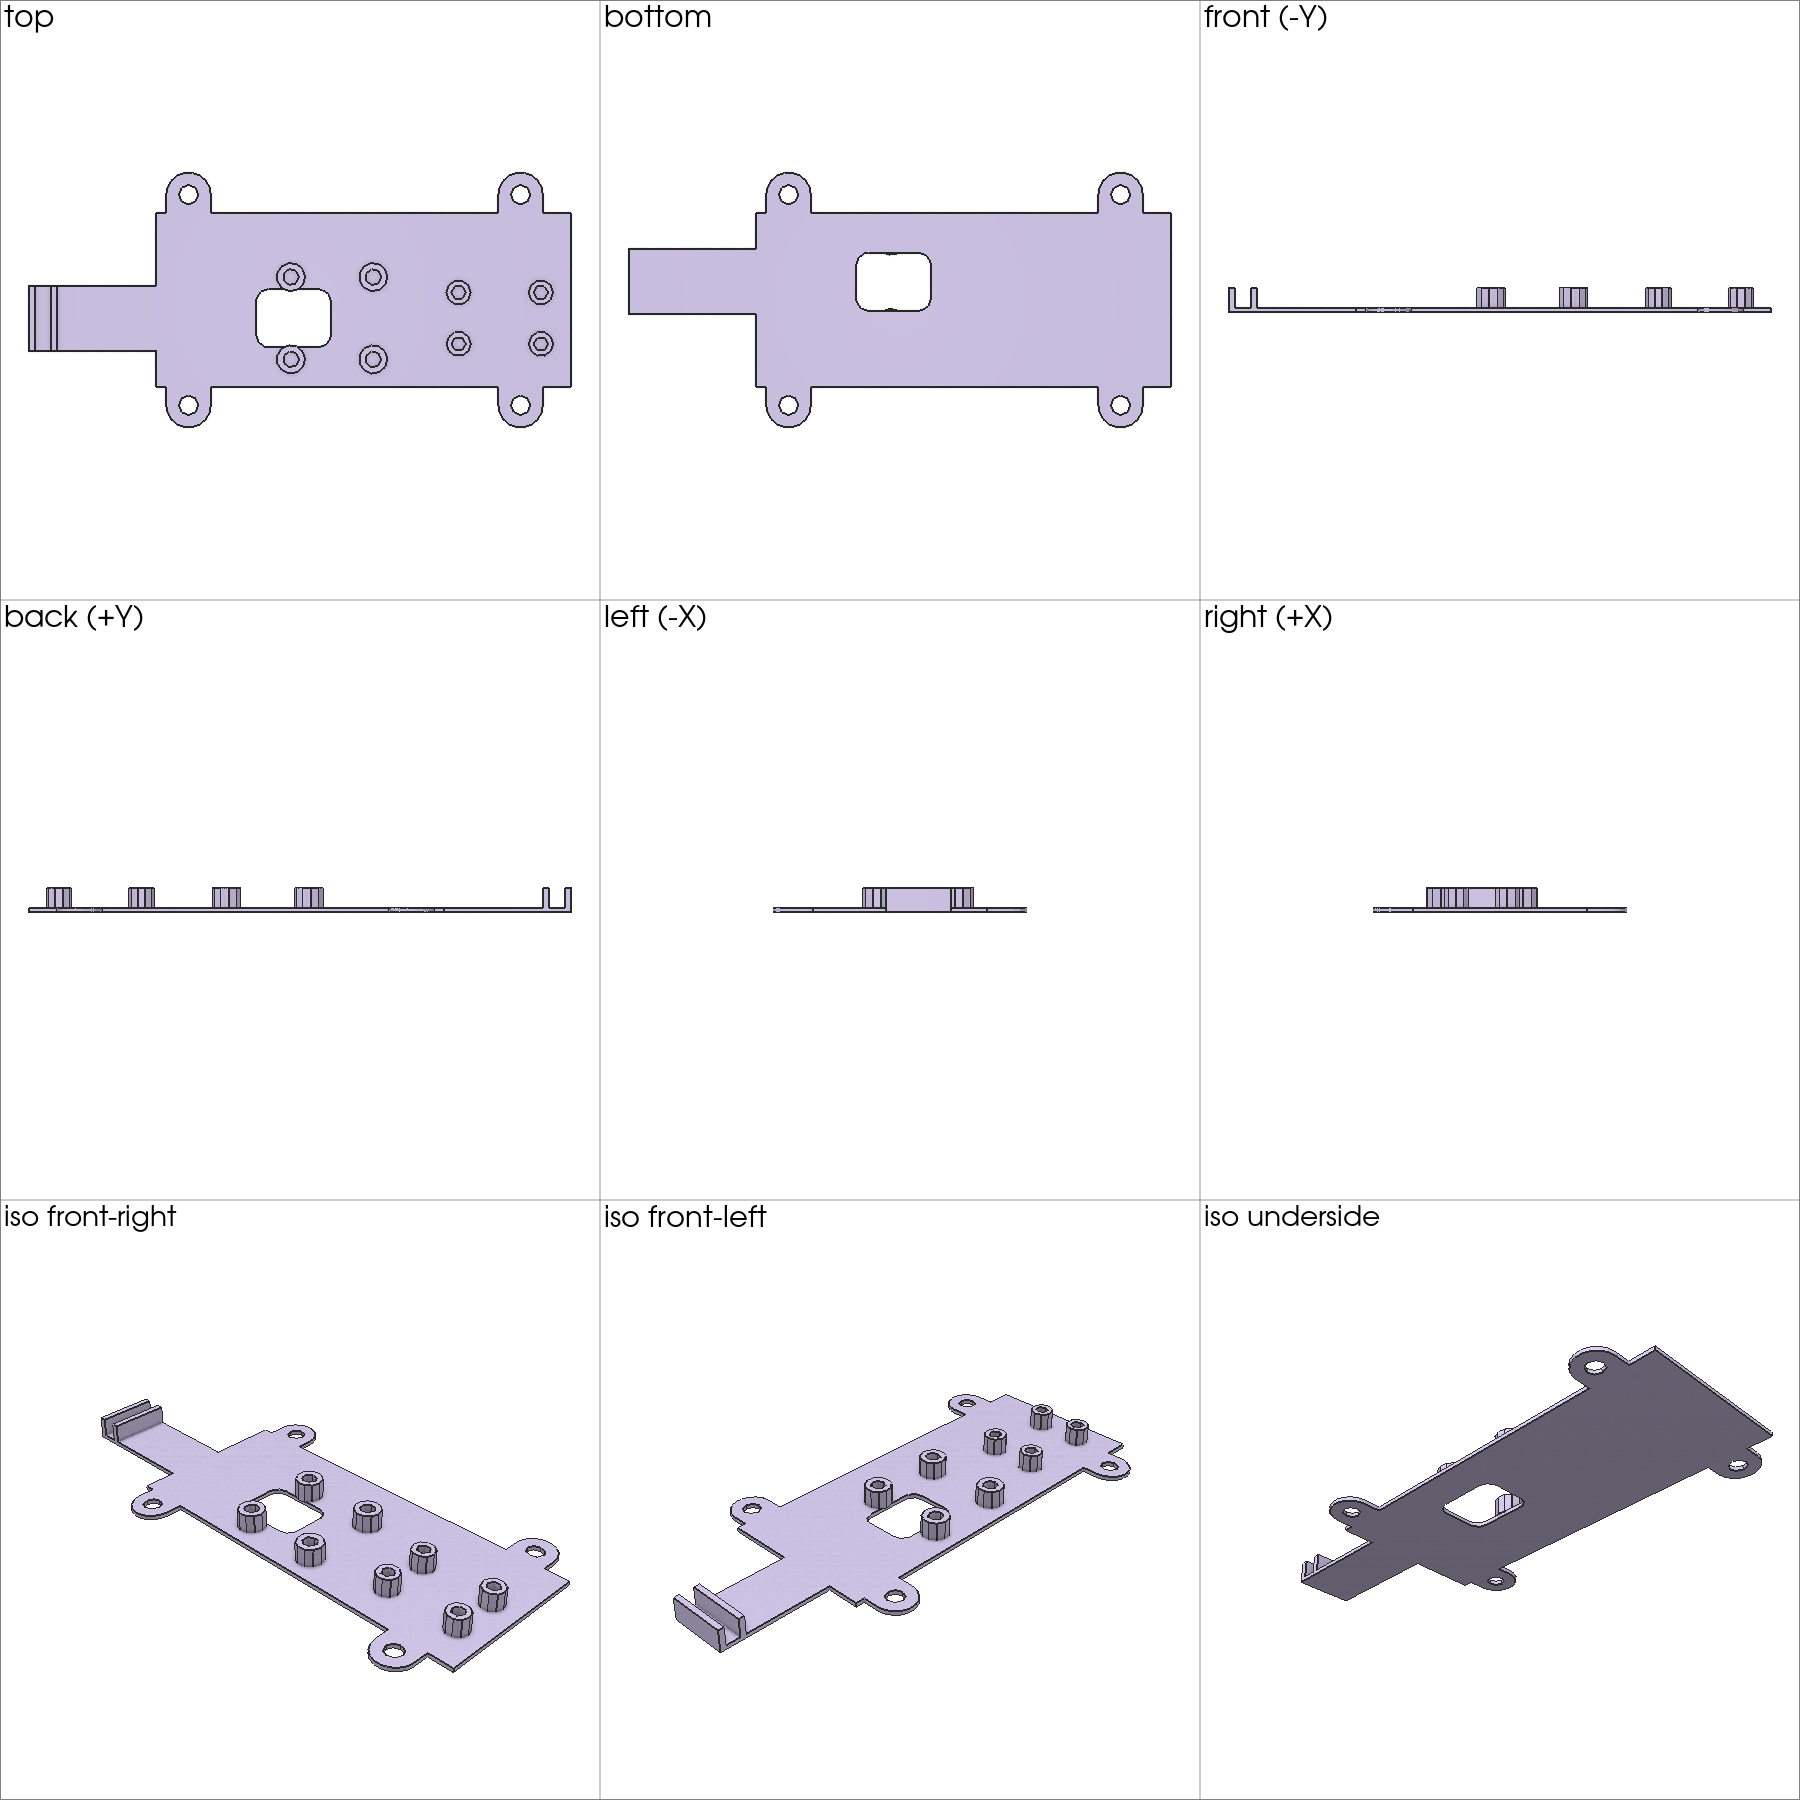 top
bottom
front (-Y)
back (+Y)
left (-X)
right (+X)
iso front-right
iso front-left
iso underside